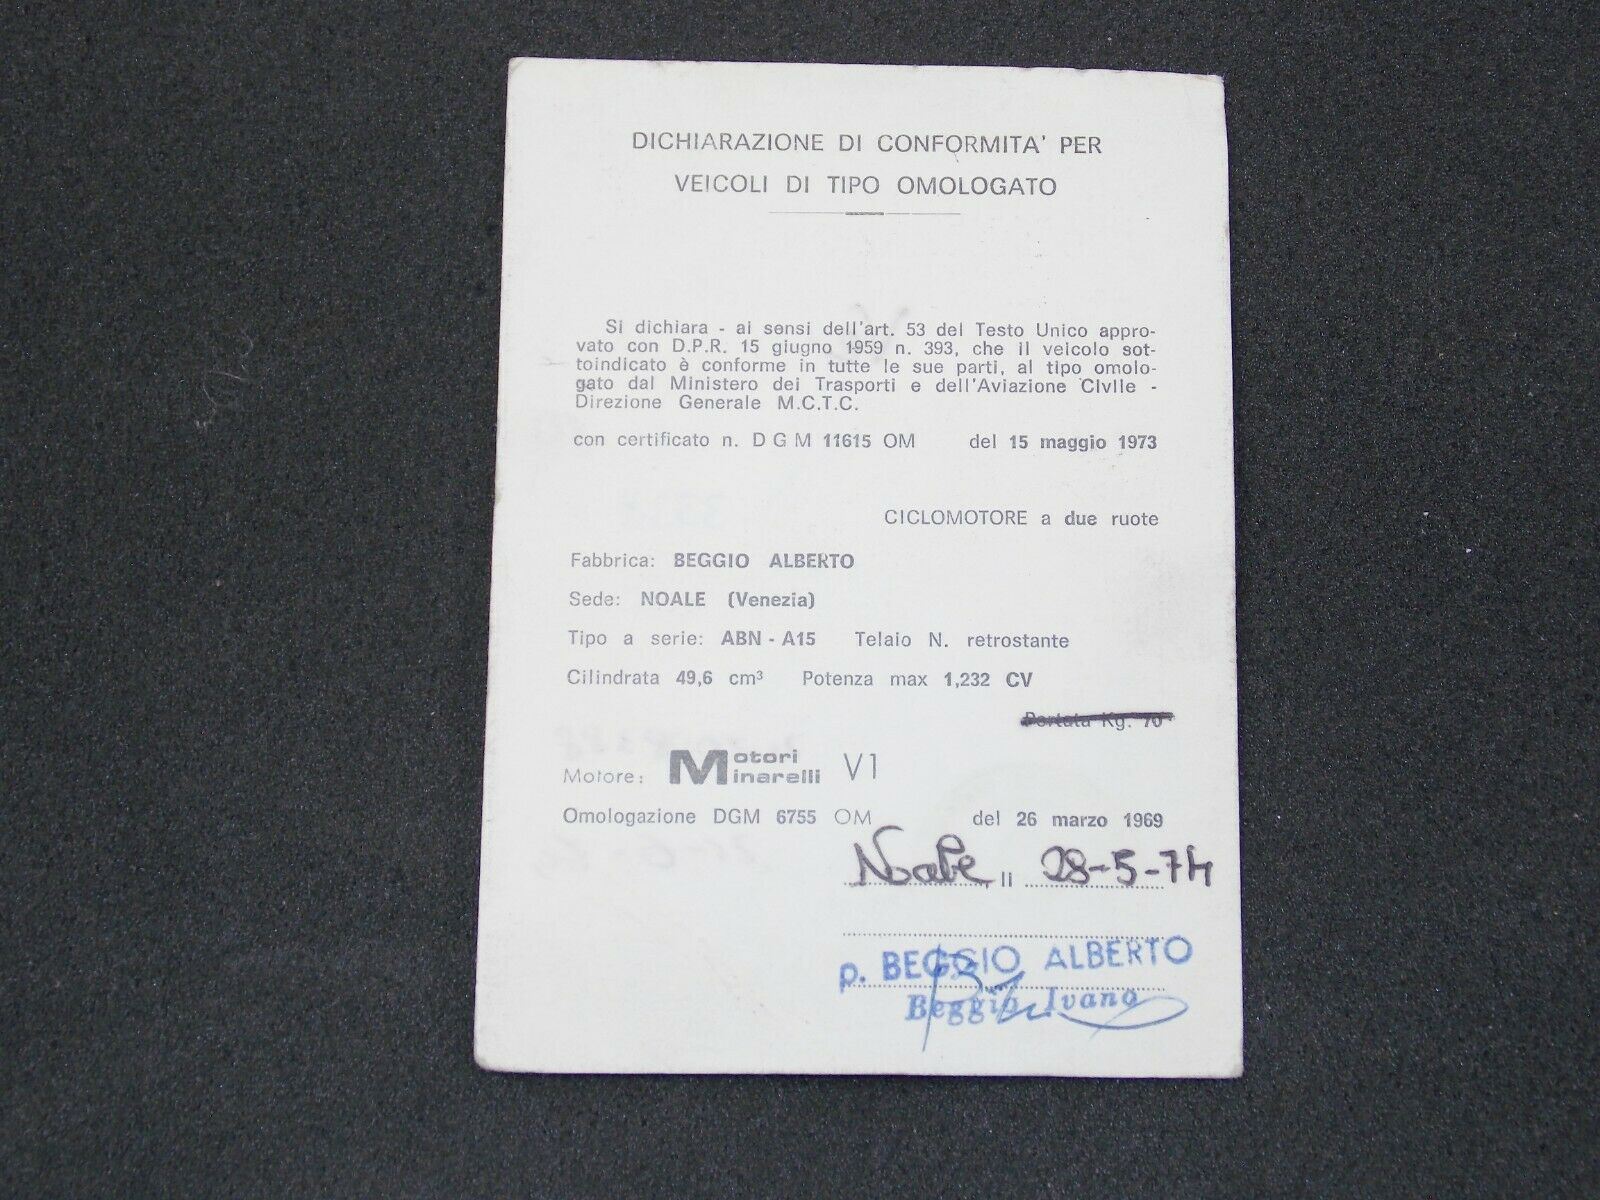 DICHIARAZIONE DI CONFORMITA' PER
VEICOLI DI TIPO OMOLOGATO
Si dichiara - ai sensi dell'art. 53 del Testo Unico appro-
vato con D.P.R. 15 giugno 1959 n. 393, che il veicolo sot-
toindicato è conforme in tutte le sue parti, al tipo omolo-
gato dal Ministero dei Trasporti e dell'Aviazione Civile -
Direzione Generale M.C.T.C.
con certificato n. D G M 11615 OM del 15 maggio 1973
CICLOMOTORE a due ruote
Fabbrica: BEGGIO ALBERTO
Sede: NOALE (Venezia)
Tipo a serie: ABN - A15 Telaio N. retrostante
Cilindrata 49,6 cm³ Potenza max 1,232 CV
Portata Kg. 70
Motore: Motori Minarelli V1
Omologazione DGM 6755 OM del 26 marzo 1969
Noale, li 28-5-74
p. BEGGIO ALBERTO
Beggio Ivano